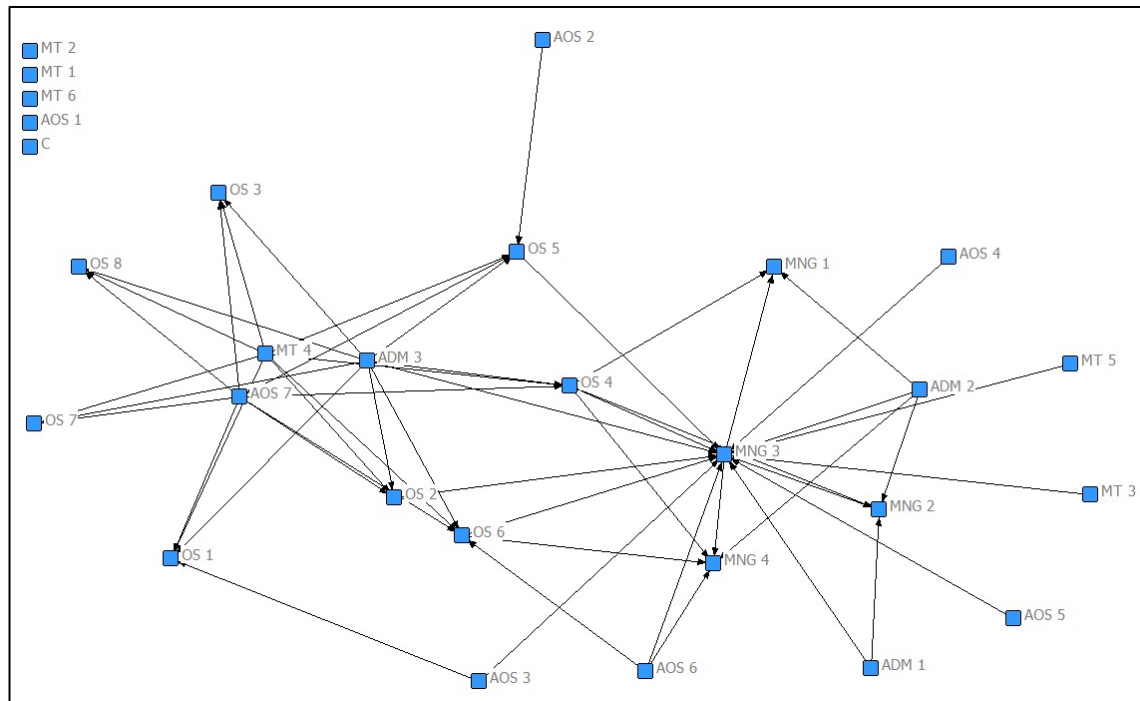 MT 2
MT 1
MT 6
AOS 1
C
AOS 2
OS 3
OS 5
OS 8
MNG 1
AOS 4
MT 4
ADM 3
MT 5
OS 4
ADM 2
AOS 7
OS 7
MNG 3
OS 2
MT 3
MNG 2
OS 6
OS 1
MNG 4
AOS 5
AOS 3
AOS 6
ADM 1